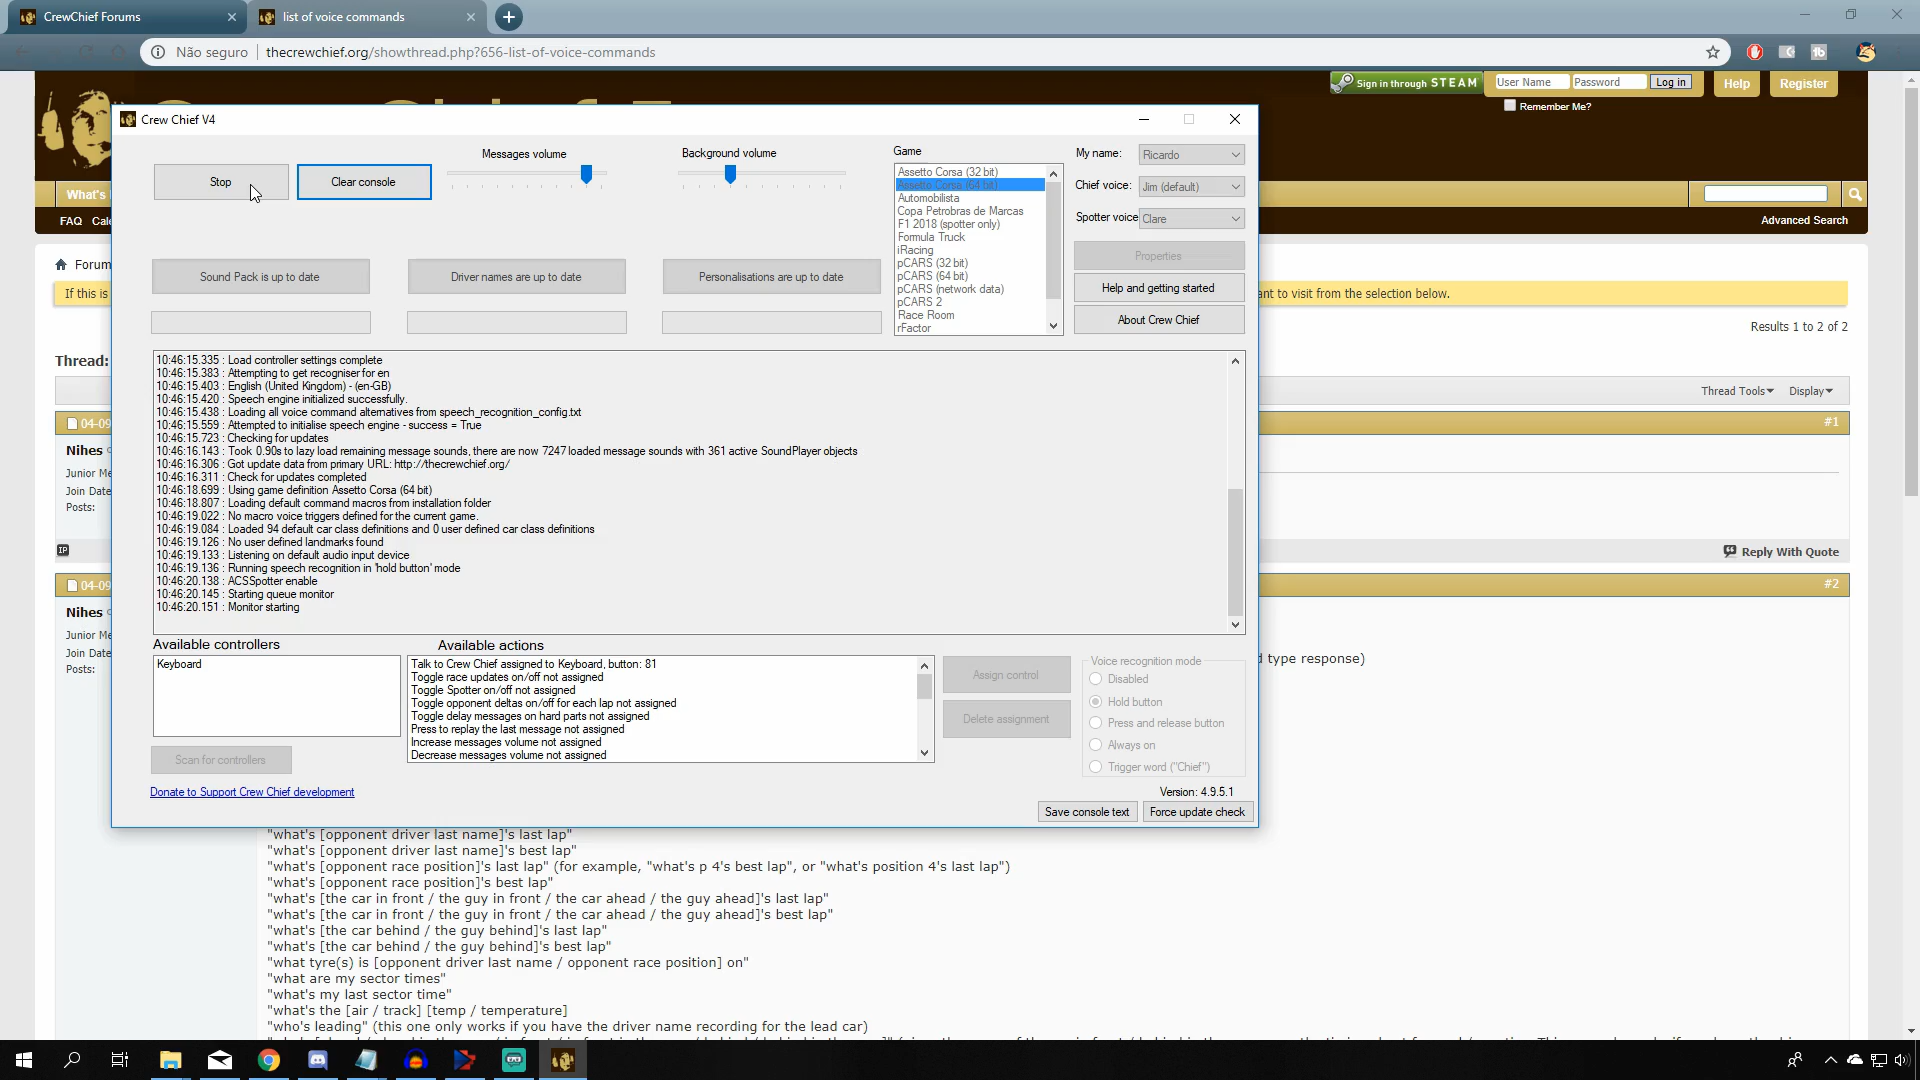 CrewChief Forums
list of voice commands
Não seguro
thecrewchief.org/showthread.php?656-list-of-voice-commands
Sign in through STEAM
User Name
Password
Log in
Help
Register
Remember Me?
Crew Chief V4
What's
FAQ
Advanced Search
Stop
Clear console
Messages volume
Background volume
Game
Assetto Corsa (32 bit)
Assetto Corsa (64 bit)
Automobilista
Copa Petrobras de Marcas
F1 2018 (spotter only)
Formula Truck
iRacing
pCARS (32 bit)
pCARS (64 bit)
pCARS (network data)
pCARS 2
Race Room
rFactor
My name:
Ricardo
Chief voice:
Jim (default)
Spotter voice
Clare
Properties
Help and getting started
About Crew Chief
Sound Pack is up to date
Driver names are up to date
Personalisations are up to date
Forum
If this is
ant to visit from the selection below.
Results 1 to 2 of 2
Thread:
Thread Tools
Display
10:46:15.335 : Load controller settings complete
10:46:15.383 : Attempting to get recogniser for en
10:46:15.403 : English (United Kingdom) - (en-GB)
10:46:15.420 : Speech engine initialized successfully.
10:46:15.438 : Loading all voice command alternatives from speech_recognition_config.txt
10:46:15.559 : Attempted to initialise speech engine - success = True
10:46:15.723 : Checking for updates
10:46:16.143 : Took 0.90s to lazy load remaining message sounds, there are now 7247 loaded message sounds with 361 active SoundPlayer objects
10:46:16.306 : Got update data from primary URL: http://thecrewchief.org/
10:46:16.311 : Check for updates completed
10:46:18.699 : Using game definition Assetto Corsa (64 bit)
10:46:18.807 : Loading default command macros from installation folder
10:46:19.022 : No macro voice triggers defined for the current game.
10:46:19.084 : Loaded 94 default car class definitions and 0 user defined car class definitions
10:46:19.126 : No user defined landmarks found
10:46:19.133 : Listening on default audio input device
10:46:19.136 : Running speech recognition in 'hold button' mode
10:46:20.138 : ACSSpotter enable
10:46:20.145 : Starting queue monitor
10:46:20.151 : Monitor starting
04-09
#1
Nihes
Junior Me
Join Date
Posts:
IP
Reply With Quote
04-09
#2
Nihes
Junior Me
Join Date
Posts:
d type response)
Available controllers
Keyboard
Scan for controllers
Available actions
Talk to Crew Chief assigned to Keyboard, button: 81
Toggle race updates on/off not assigned
Toggle Spotter on/off not assigned
Toggle opponent deltas on/off for each lap not assigned
Toggle delay messages on hard parts not assigned
Press to replay the last message not assigned
Increase messages volume not assigned
Decrease messages volume not assigned
Assign control
Delete assignment
Voice recognition mode
Disabled
Hold button
Press and release button
Always on
Trigger word ("Chief")
Donate to Support Crew Chief development
Version: 4.9.5.1
Save console text
Force update check
"what's [opponent driver last name]'s last lap"
"what's [opponent driver last name]'s best lap"
"what's [opponent race position]'s last lap" (for example, "what's p 4's best lap", or "what's position 4's last lap")
"what's [opponent race position]'s best lap"
"what's [the car in front / the guy in front / the car ahead / the guy ahead]'s last lap"
"what's [the car in front / the guy in front / the car ahead / the guy ahead]'s best lap"
"what's [the car behind / the guy behind]'s last lap"
"what's [the car behind / the guy behind]'s best lap"
"what tyre(s) is [opponent driver last name / opponent race position] on"
"what are my sector times"
"what's my last sector time"
"what's the [air / track] [temp / temperature]
"who's leading" (this one only works if you have the driver name recording for the lead car)